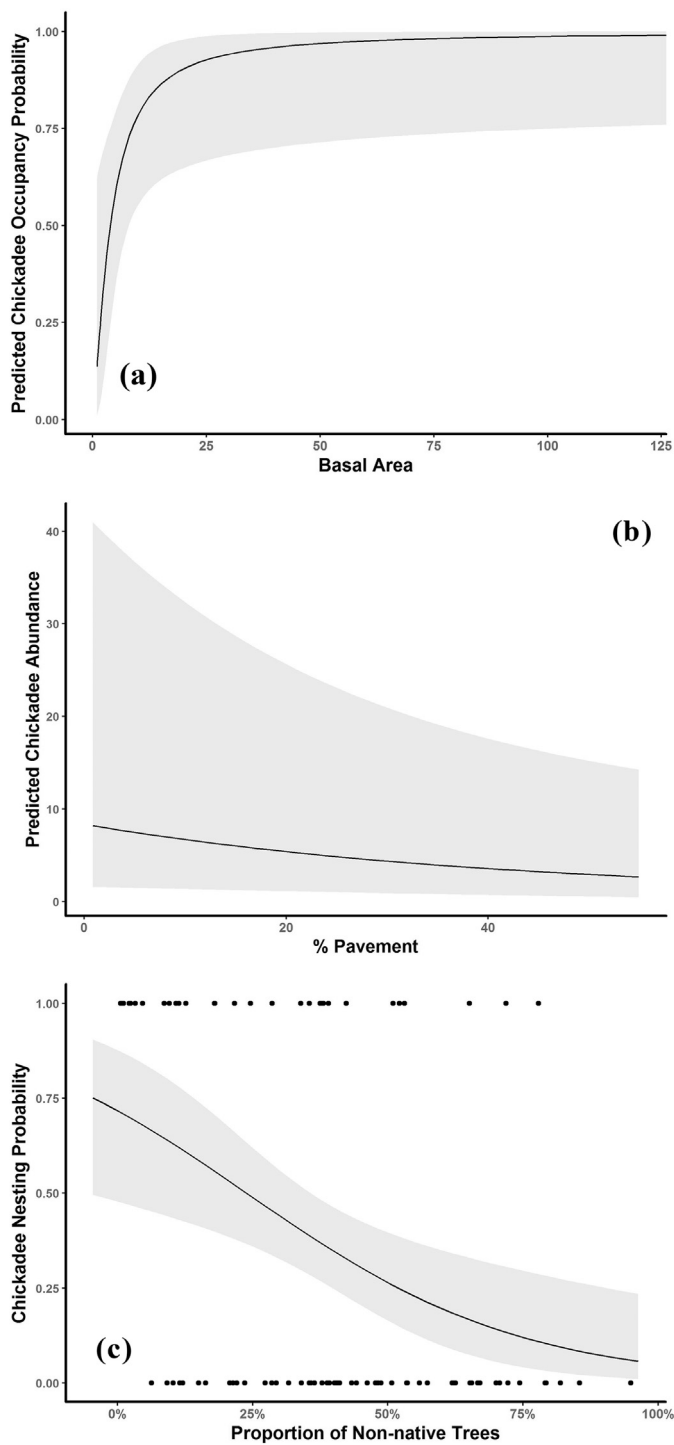 Predicted Chickadee Occupancy Probability
1.00
0.75
0.50
0.25
0.00
(a)
0 25 50 75 100 125
Basal Area
Predicted Chickadee Abundance
40
30
20
10
0
(b)
0 20 40
% Pavement
Chickadee Nesting Probability
1.00
0.75
0.50
0.25
0.00
(c)
0% 25% 50% 75% 100%
Proportion of Non-native Trees